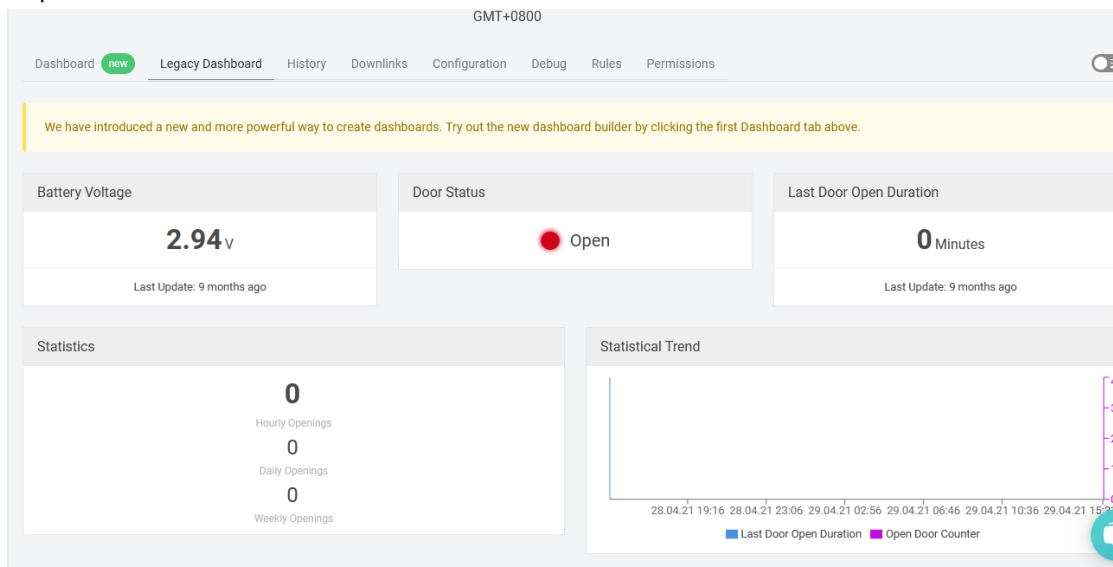 GMT+0800
Dashboard new Legacy Dashboard History Downlinks Configuration Debug Rules Permissions
We have introduced a new and more powerful way to create dashboards. Try out the new dashboard builder by clicking the first Dashboard tab above.
Battery Voltage
2.94 V
Last Update: 9 months ago
Door Status
Open
Last Door Open Duration
0 Minutes
Last Update: 9 months ago
Statistics
0
Hourly Openings
0
Daily Openings
0
Weekly Openings
Statistical Trend
3
2
28.04.21 19:16 28.04.21 23:06 29.04.21 02:56 29.04.21 06:46 29.04.21 10:36 29.04.21
Last Door Open Duration Open Door Counter